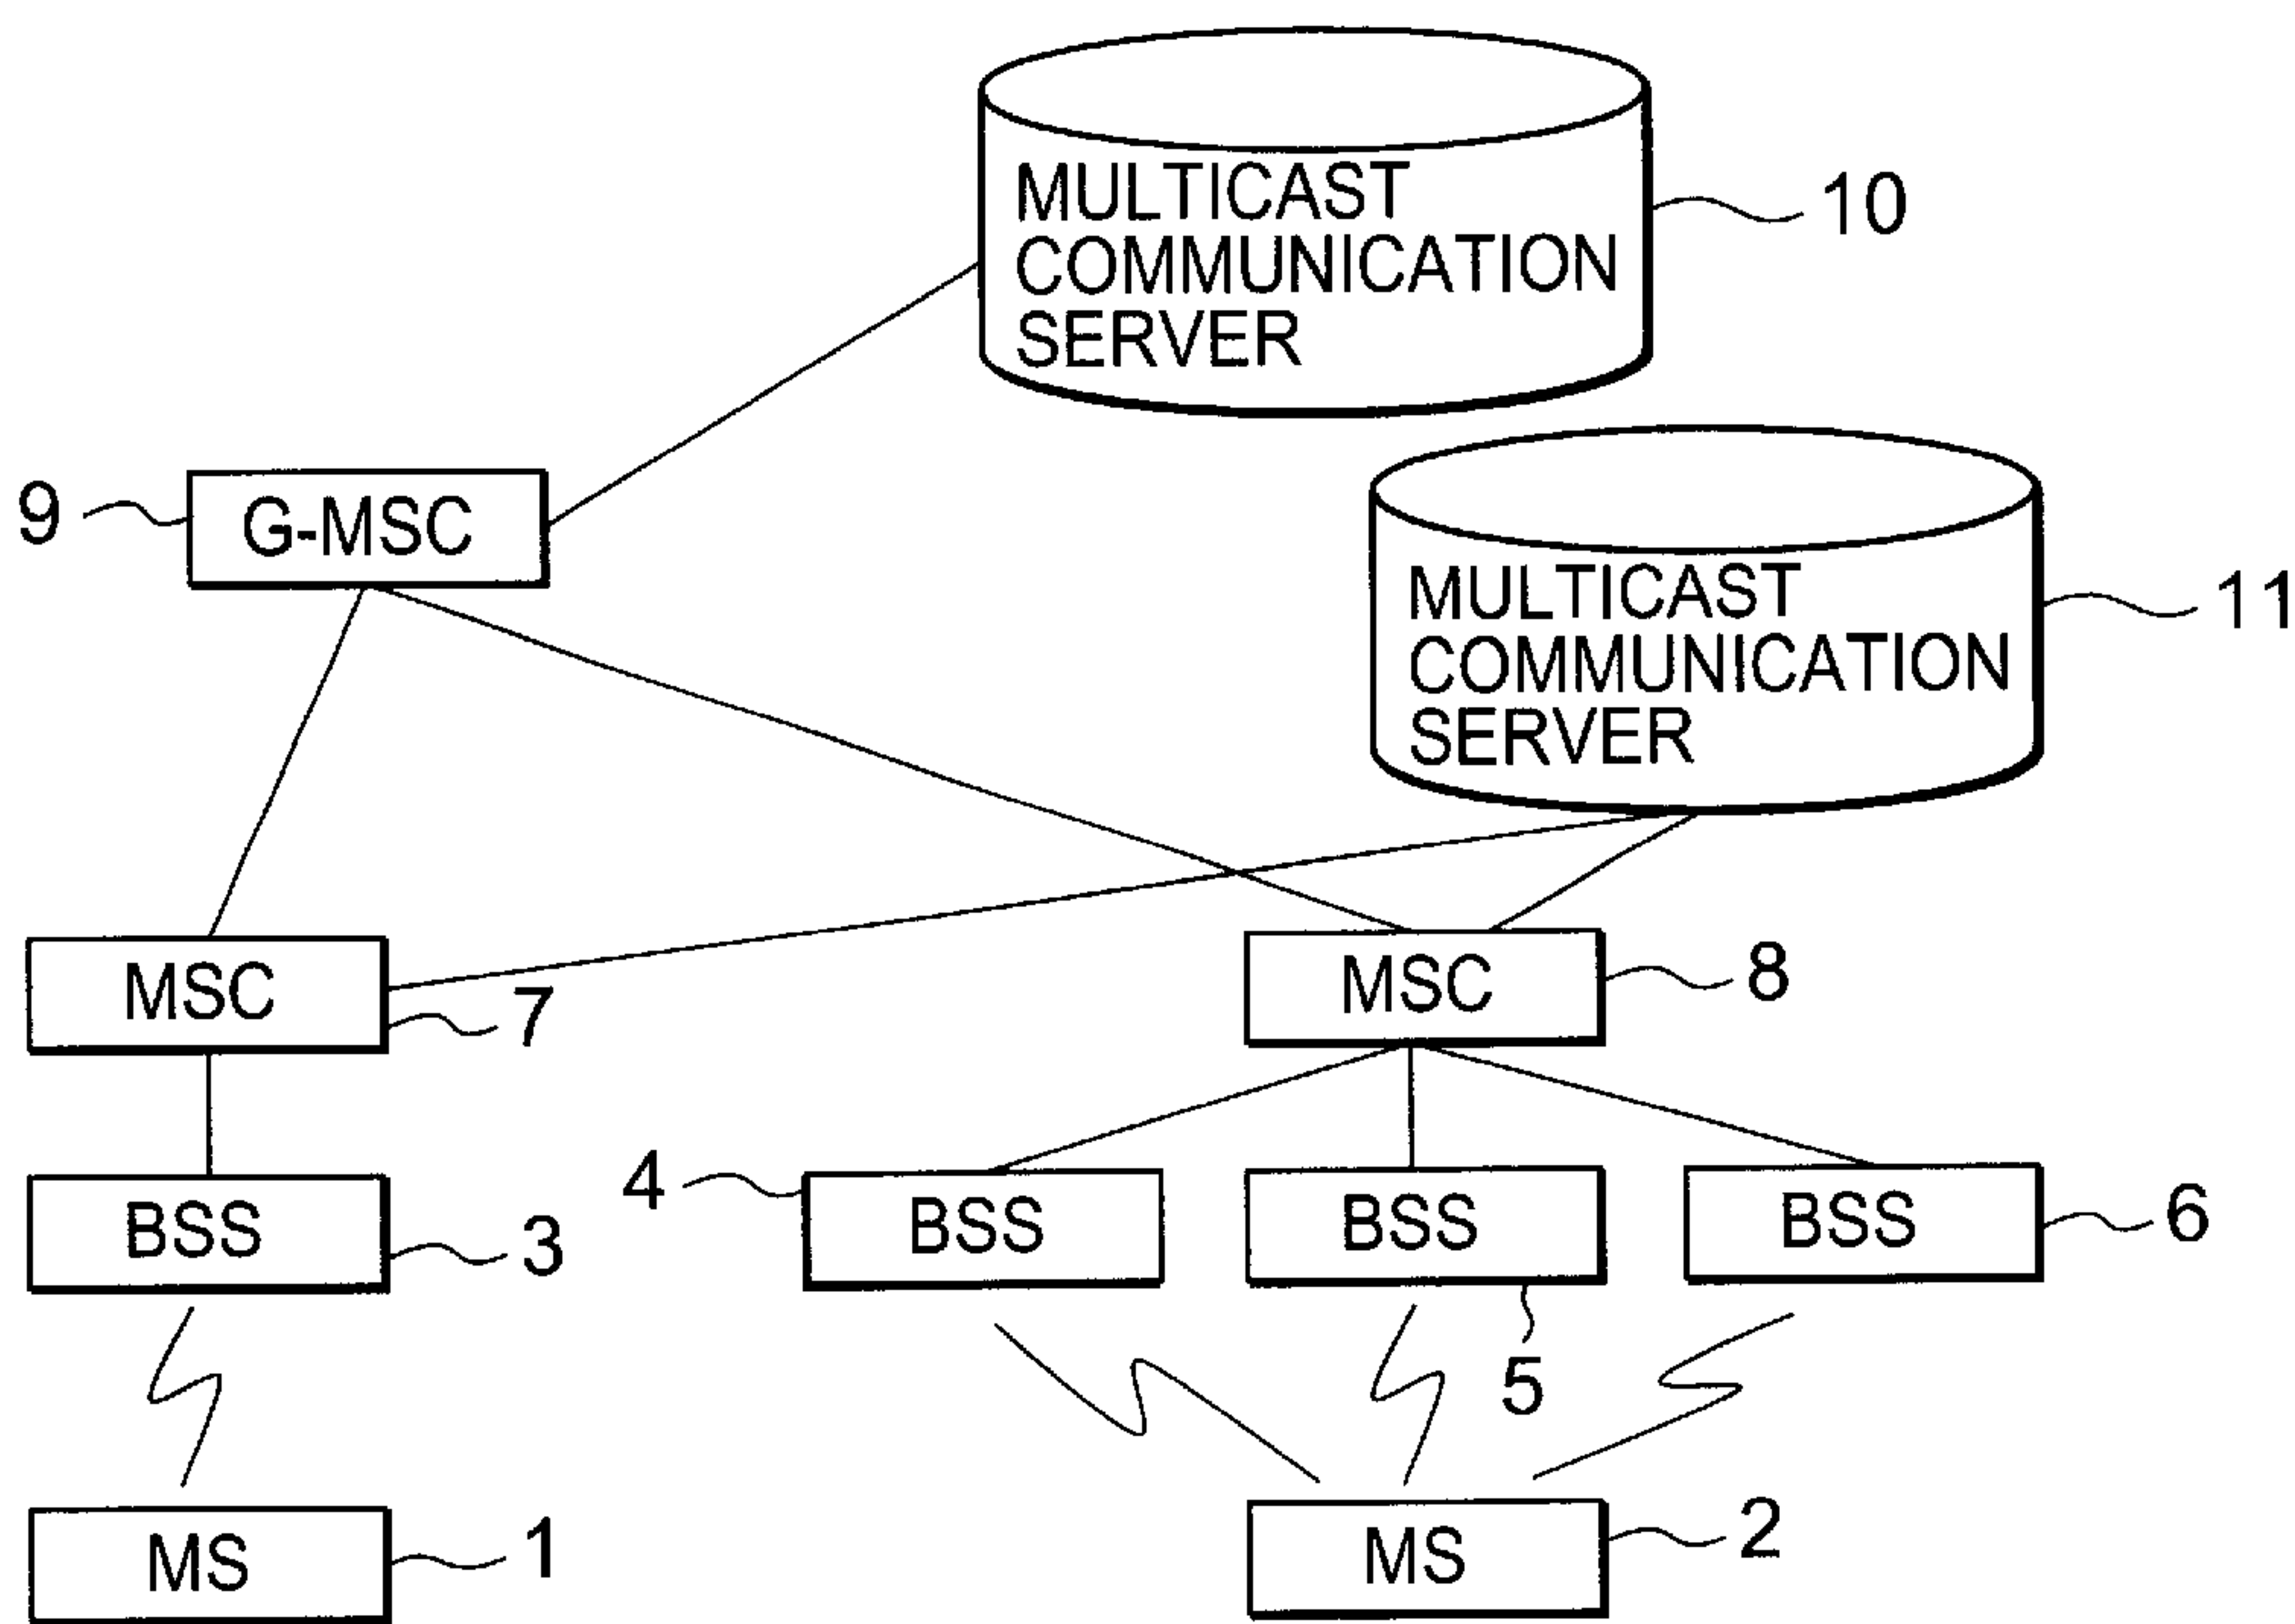 MULTICAST
COMMUNICATION
SERVER
10
9
G-MSC
MULTICAST
COMMUNICATION
SERVER
11
MSC
7
MSC
8
BSS
3
4
BSS
BSS
5
BSS
6
MS
1
MS
2